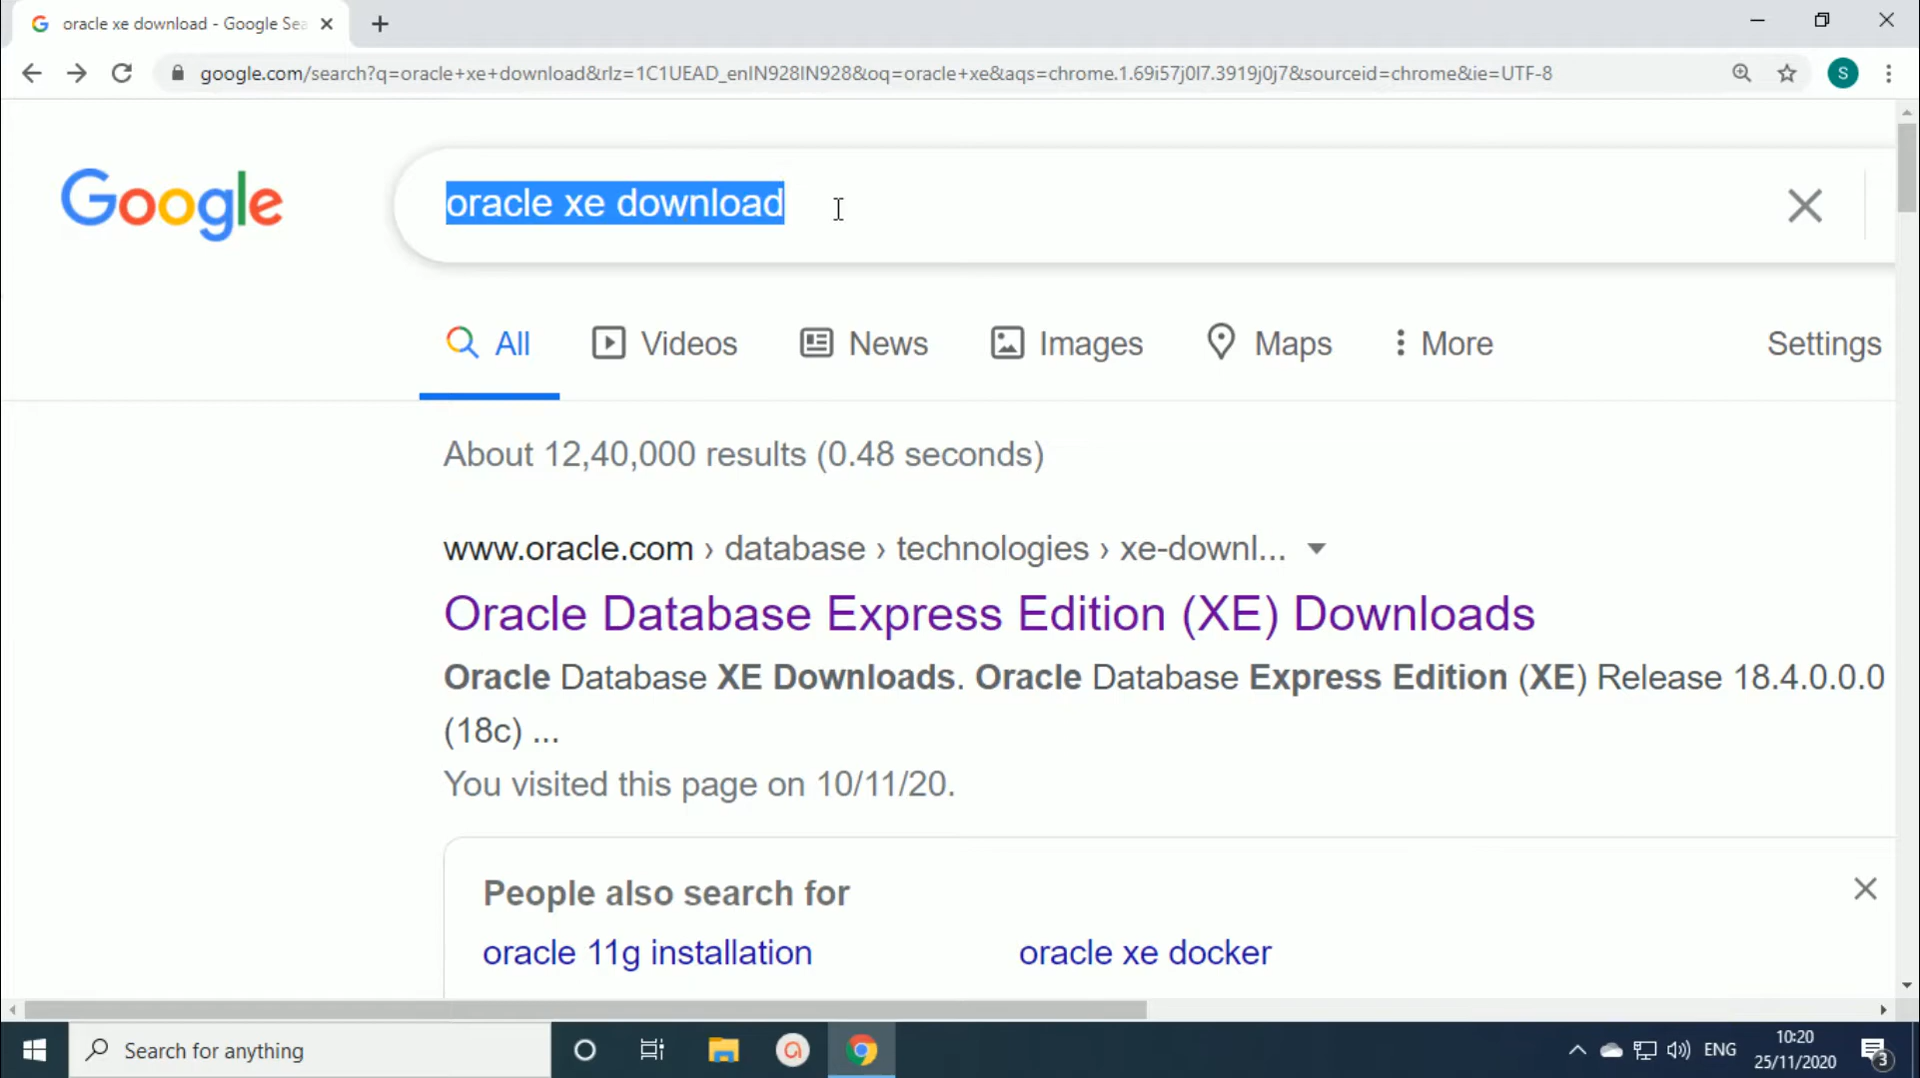 oracle xe download - Google Sea
google.com/search?q=oracle+xe+download&rlz=1C1UEAD_enIN928IN928&oq=oracle+xe&aqs=chrome.1.69i57j0l7.3919j0j7&sourceid=chrome&ie=UTF-8
S
Google
oracle xe download
All Videos News Images Maps More Settings
About 12,40,000 results (0.48 seconds)
www.oracle.com › database › technologies › xe-downl...
Oracle Database Express Edition (XE) Downloads
Oracle Database XE Downloads. Oracle Database Express Edition (XE) Release 18.4.0.0.0
(18c) ...
You visited this page on 10/11/20.
People also search for
oracle 11g installation oracle xe docker
Search for anything
ENG
10:20
25/11/2020
3